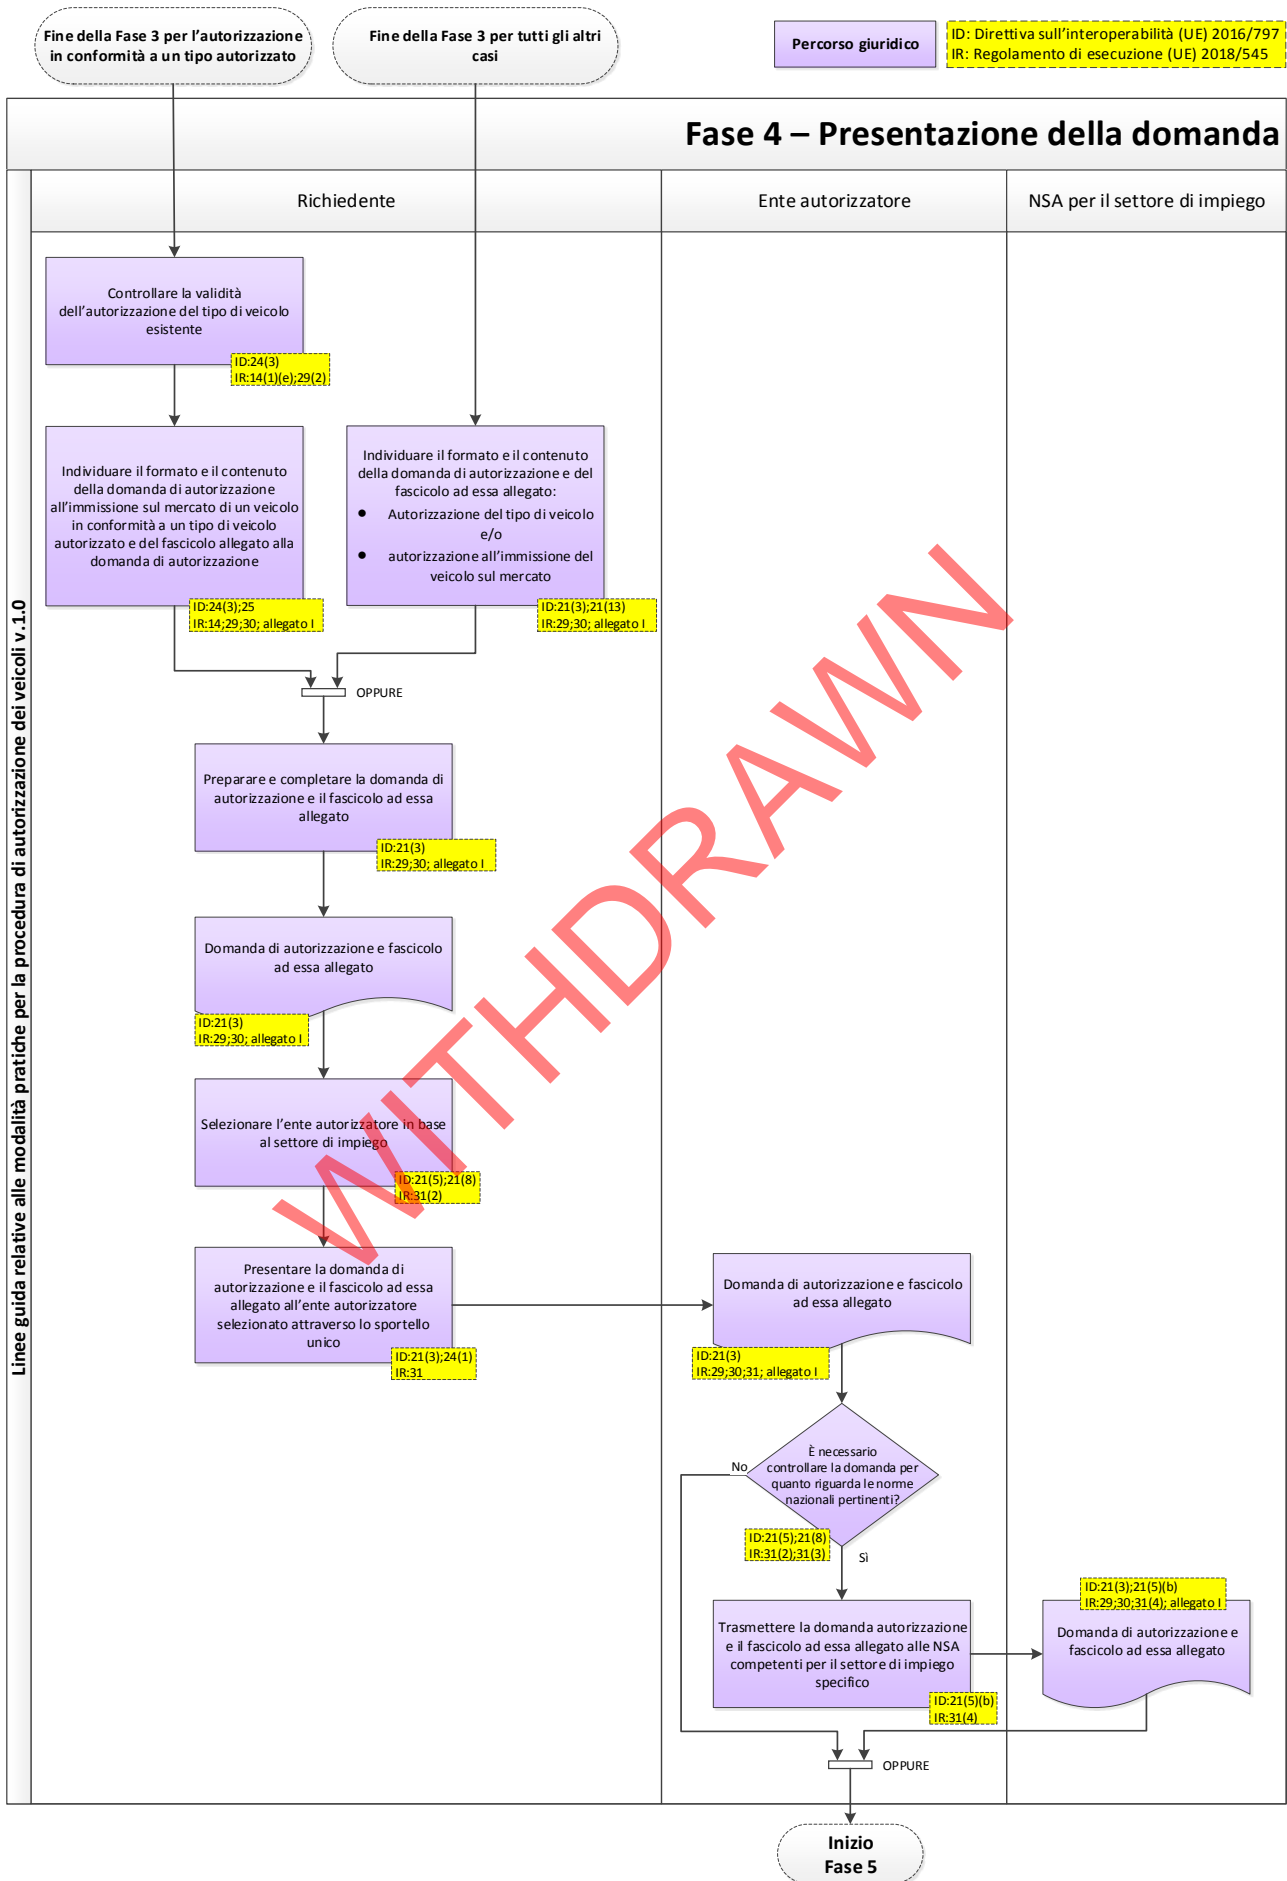 Fine della Fase 3 per l'autorizzazione
in conformità a un tipo autorizzato
Fine della Fase 3 per tutti gli altri
casi
Percorso giuridico
ID: Direttiva sull'interoperabilità (UE) 2016/797
IR: Regolamento di esecuzione (UE) 2018/545
Fase 4 – Presentazione della domanda
Linee guida relative alle modalità pratiche per la procedura di autorizzazione dei veicoli v.1.0
Richiedente
Ente autorizzatore
NSA per il settore di impiego
Controllare la validità
dell'autorizzazione del tipo di veicolo
esistente
ID:24(3)
IR:14(1)(e);29(2)
Individuare il formato e il contenuto
della domanda di autorizzazione
all'immissione sul mercato di un veicolo
in conformità a un tipo di veicolo
autorizzato e del fascicolo allegato alla
domanda di autorizzazione
ID:24(3);25
IR:14;29;30; allegato I
Individuare il formato e il contenuto
della domanda di autorizzazione e del
fascicolo ad essa allegato:
● Autorizzazione del tipo di veicolo
e/o
● autorizzazione all'immissione del
veicolo sul mercato
ID:21(3);21(13)
IR:29;30; allegato I
OPPURE
Preparare e completare la domanda di
autorizzazione e il fascicolo ad essa
allegato
ID:21(3)
IR:29;30; allegato I
Domanda di autorizzazione e fascicolo
ad essa allegato
ID:21(3)
IR:29;30; allegato I
Selezionare l'ente autorizzatore in base
al settore di impiego
ID:21(5);21(8)
IR:31(2)
Presentare la domanda di
autorizzazione e il fascicolo ad essa
allegato all'ente autorizzatore
selezionato attraverso lo sportello
unico
ID:21(3);24(1)
IR:31
Domanda di autorizzazione e fascicolo
ad essa allegato
ID:21(3)
IR:29;30;31; allegato I
È necessario
controllare la domanda per
quanto riguarda le norme
nazionali pertinenti?
No
ID:21(5);21(8)
IR:31(2);31(3)
Sì
Trasmettere la domanda autorizzazione
e il fascicolo ad essa allegato alle NSA
competenti per il settore di impiego
specifico
ID:21(5)(b)
IR:31(4)
ID:21(3);21(5)(b)
IR:29;30;31(4); allegato I
Domanda di autorizzazione e
fascicolo ad essa allegato
OPPURE
Inizio
Fase 5
WITHDRAWN